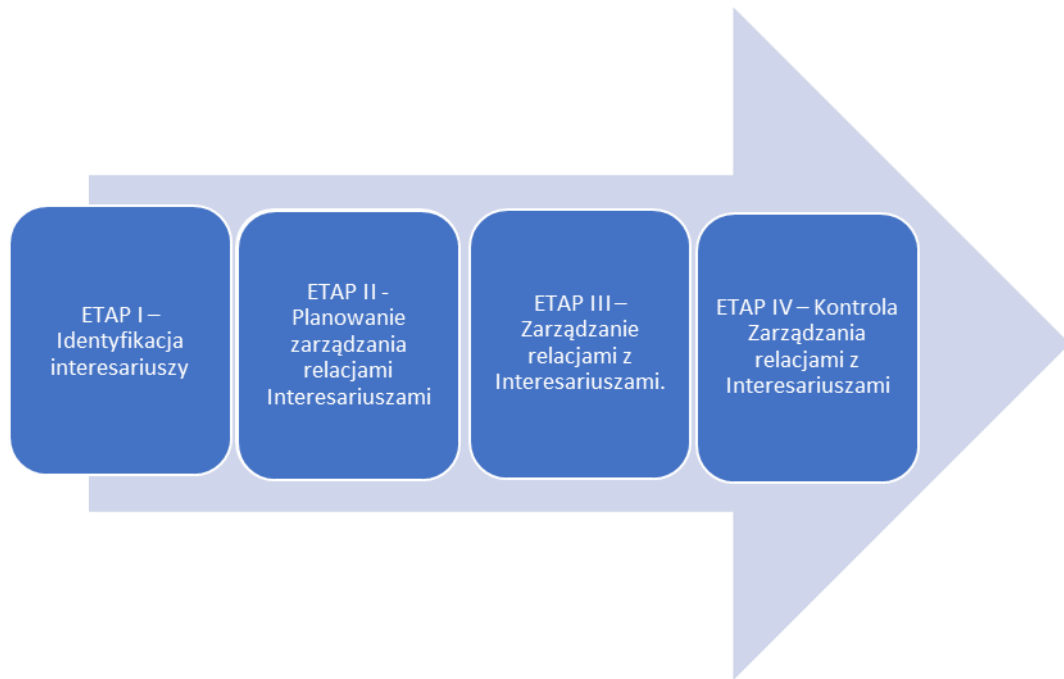 ETAP I –
Identyfikacja
interesariuszy
ETAP II -
Planowanie
zarządzania
relacjami
Interesariuszami
ETAP III –
Zarządzanie
relacjami z
Interesariuszami.
ETAP IV – Kontrola
Zarządzania
relacjami z
Interesariuszami